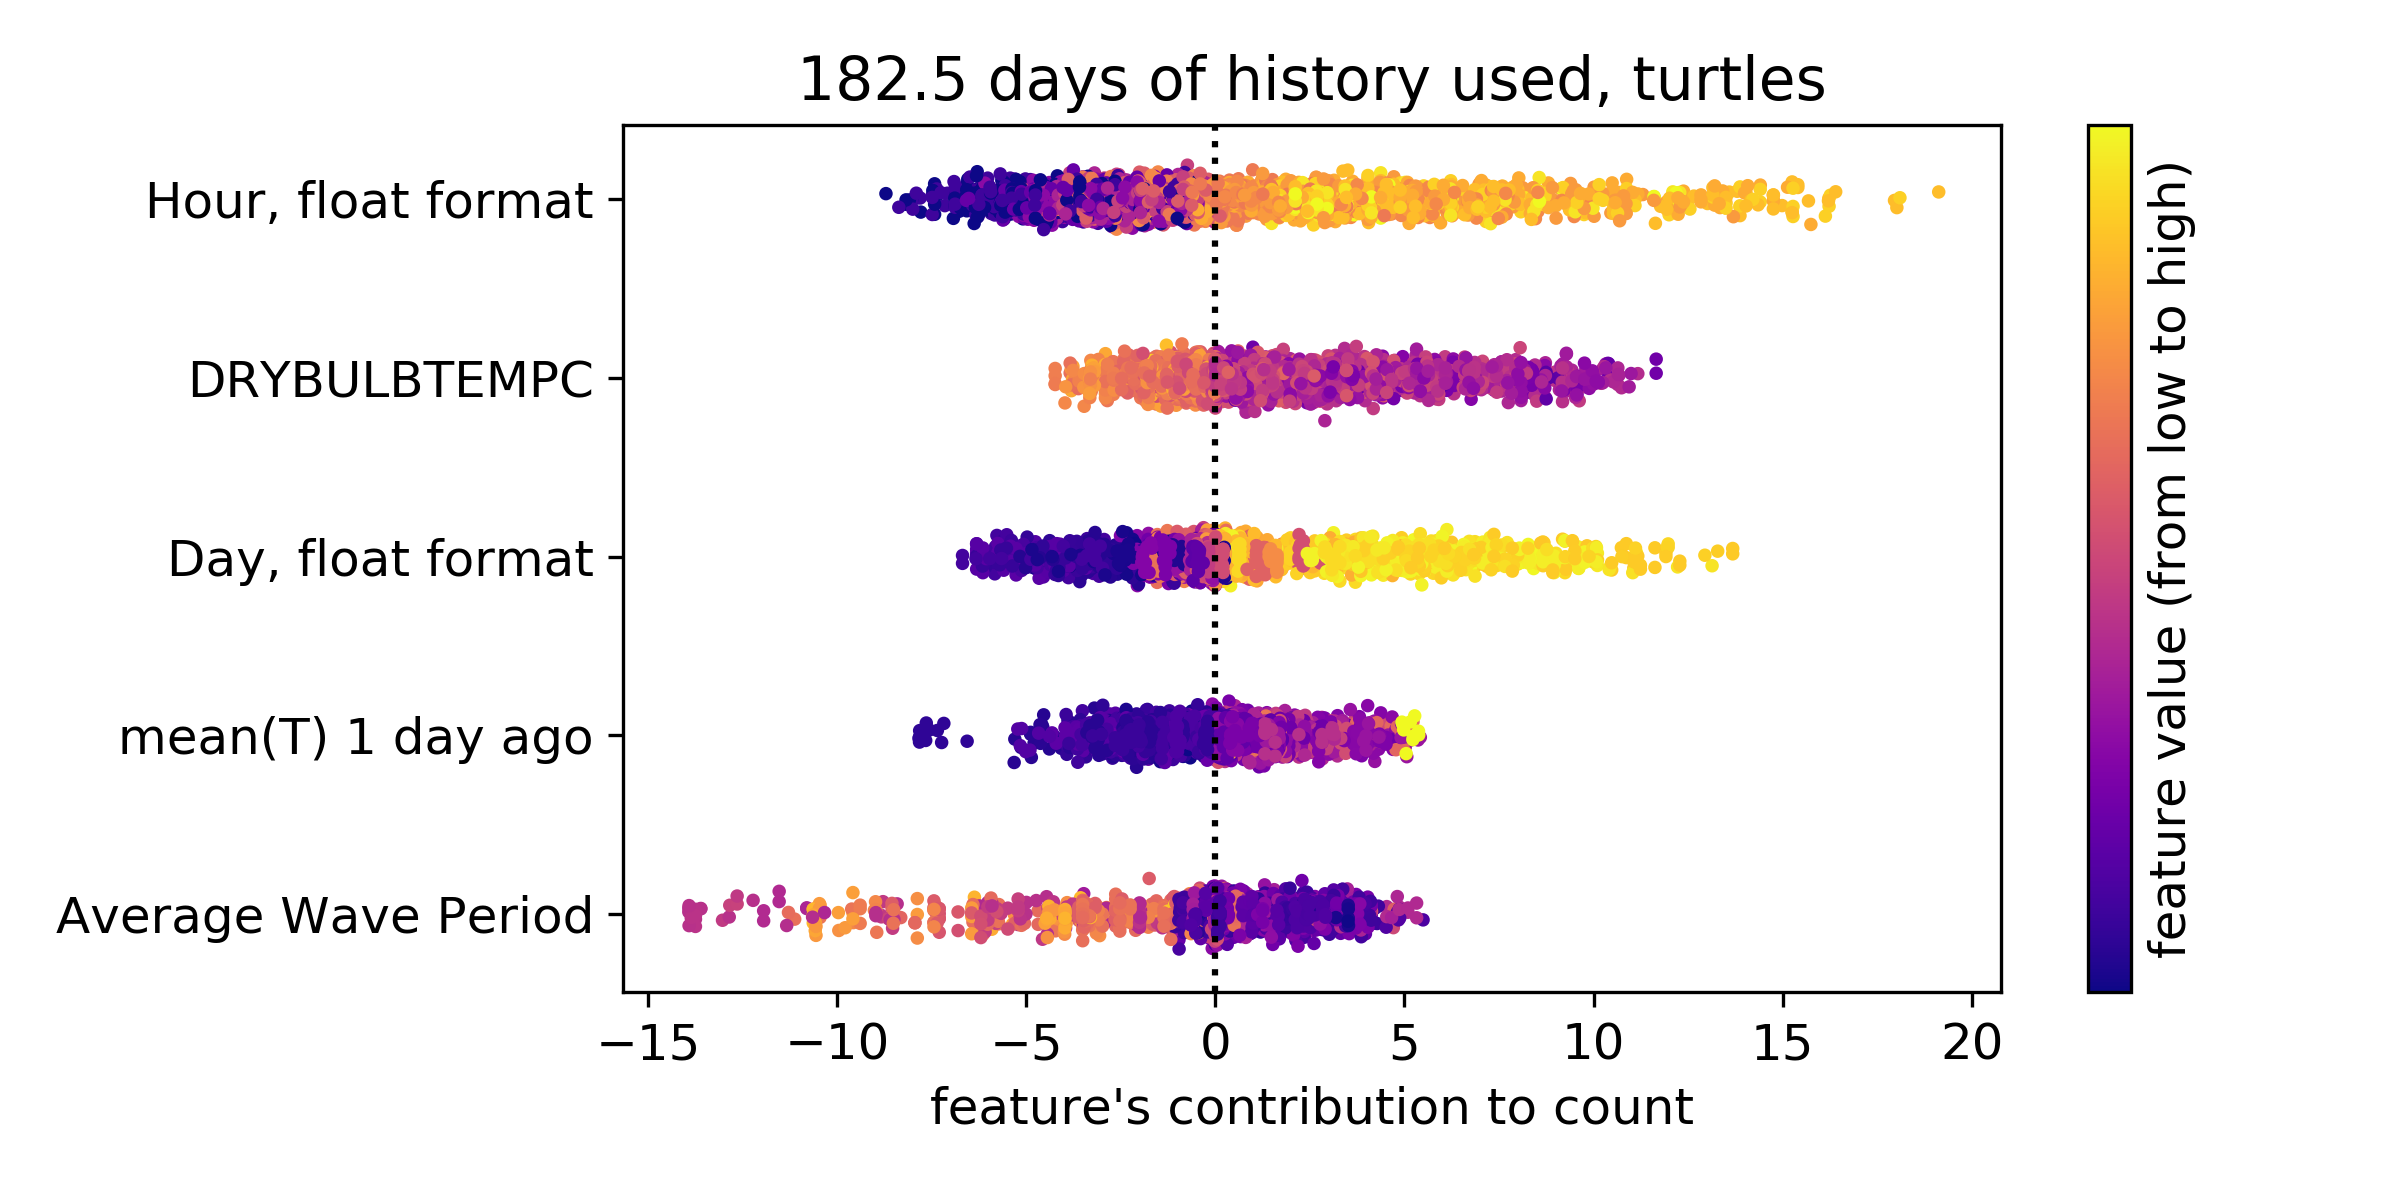 182.5 days of history used, turtles
Hour, float format
DRYBULBTEMPC
Day, float format
mean(T) 1 day ago
Average Wave Period
−15 −10 −5 0 5 10 15 20
feature's contribution to count
feature value (from low to high)